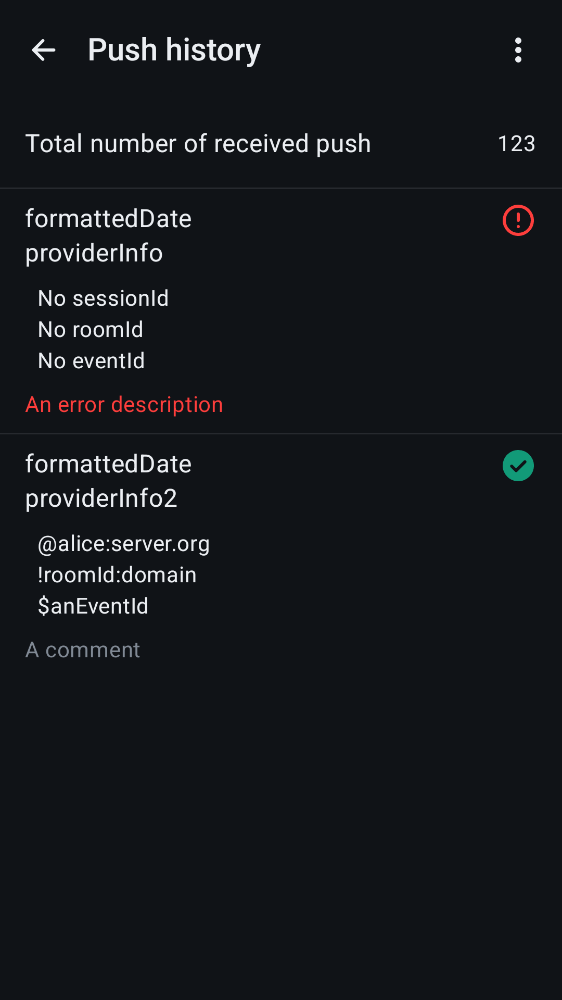 Push history
Total number of received push 123
formattedDate
providerInfo
No sessionId
No roomId
No eventId
An error description
formattedDate
providerInfo2
@alice:server.org
!roomId:domain
$anEventId
A comment